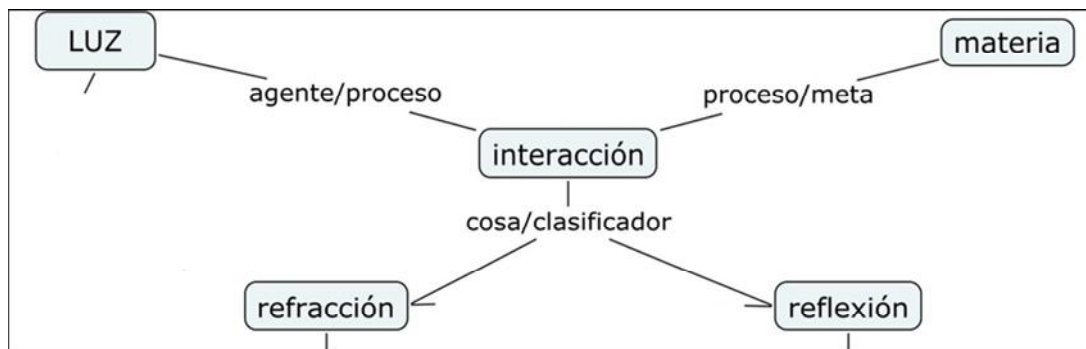 LUZ
materia
agente/proceso
proceso/meta
interacción
cosa/clasificador
refracción
reflexión